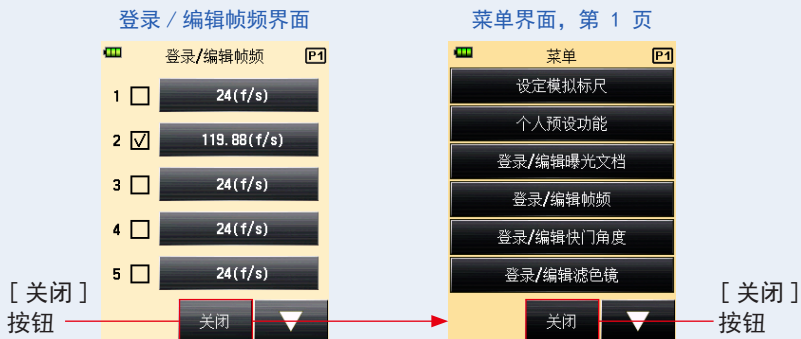 登录 / 编辑帧频界面
登录/编辑帧频 P1
1 24(f/s)
2 119.88(f/s)
3 24(f/s)
4 24(f/s)
5 24(f/s)
关闭
[ 关闭 ]
按钮
菜单界面，第 1 页
菜单 P1
设定模拟标尺
个人预设功能
登录/编辑曝光文档
登录/编辑帧频
登录/编辑快门角度
登录/编辑滤色镜
关闭
[ 关闭 ]
按钮